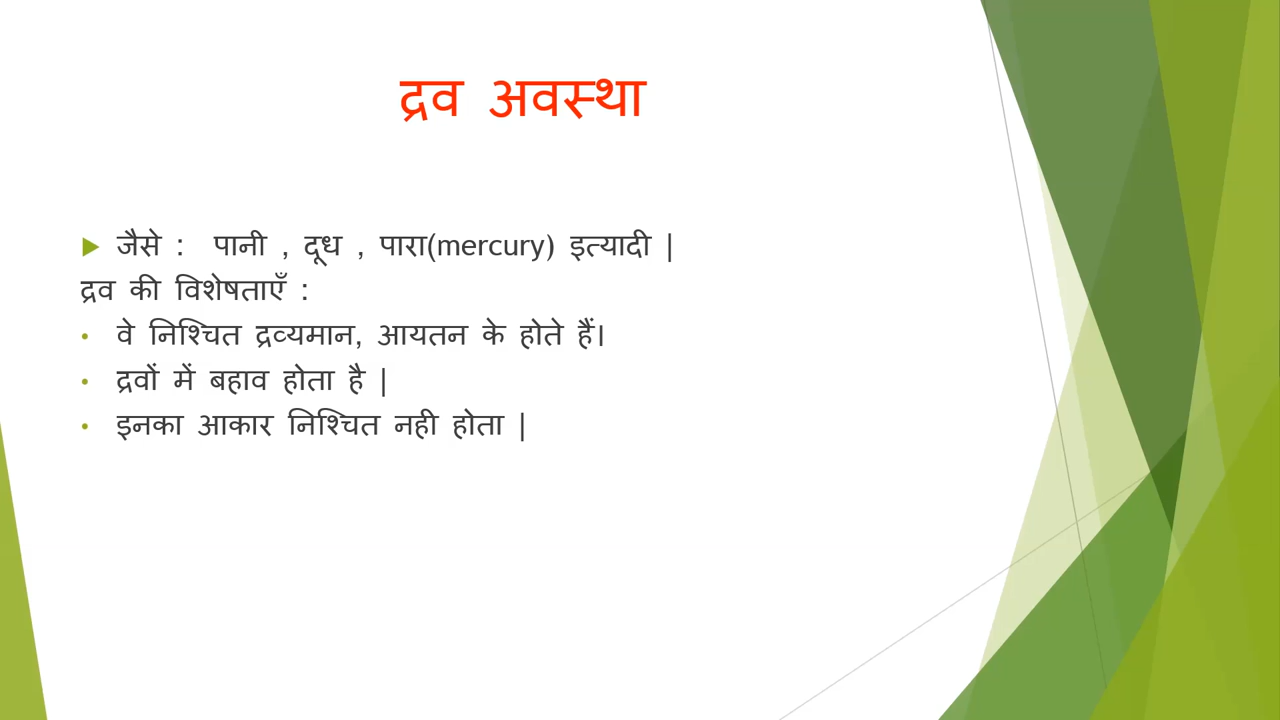 द्रव अवस्था
जैसे : पानी , दूध , पारा(mercury) इत्यादी |
द्रव की विशेषताएँ :
• वे निश्चित द्रव्यमान, आयतन के होते हैं।
• द्रवों में बहाव होता है |
• इनका आकार निश्चित नही होता |